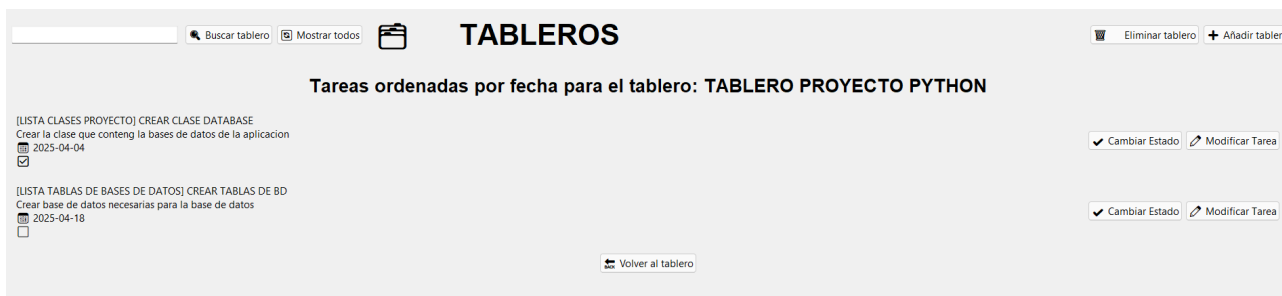 Buscar tablero Mostrar todos TABLEROS Eliminar tablero Añadir tabler
Tareas ordenadas por fecha para el tablero: TABLERO PROYECTO PYTHON
[LISTA CLASES PROYECTO] CREAR CLASE DATABASE
Crear la clase que conteng la bases de datos de la aplicacion
2025-04-04
Cambiar Estado Modificar Tarea
[LISTA TABLAS DE BASES DE DATOS] CREAR TABLAS DE BD
Crear base de datos necesarias para la base de datos
2025-04-18
Cambiar Estado Modificar Tarea
BACK Volver al tablero